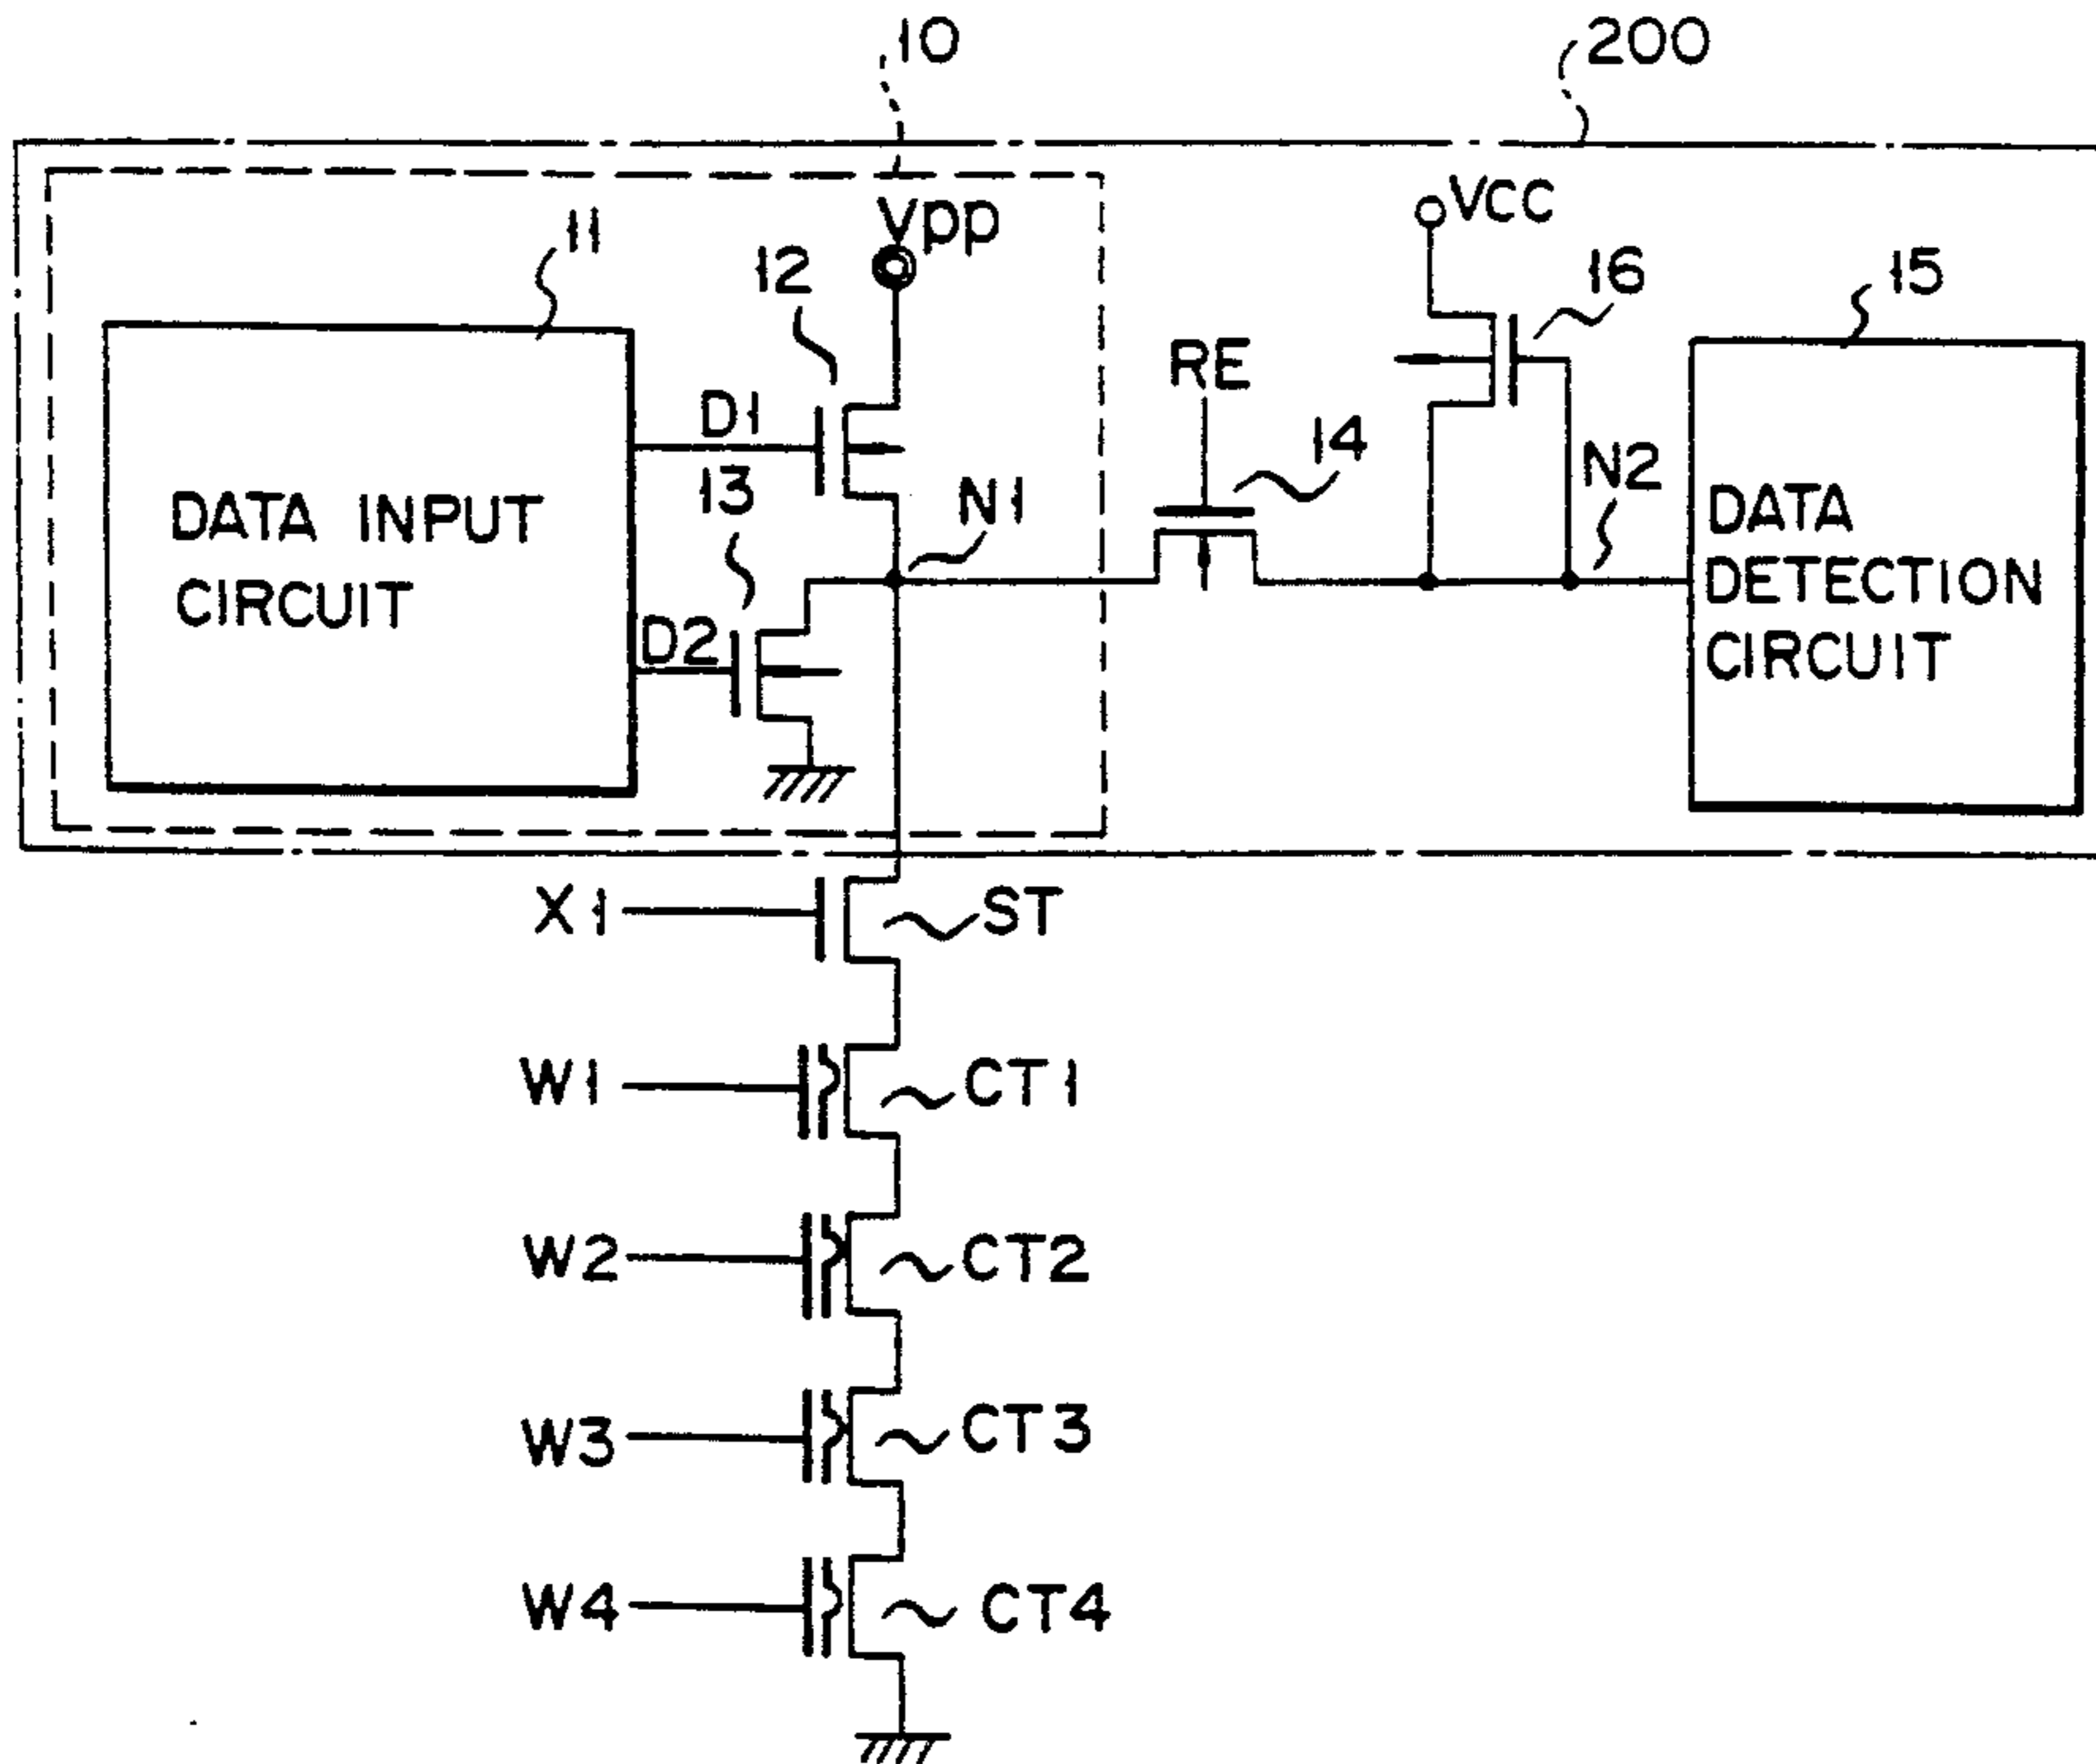 10
200
Vpp
VCC
11
12
16
15
RE
D1
14
13
N1
N2
DATA INPUT
CIRCUIT
DATA
DETECTION
CIRCUIT
D2
X1
ST
W1
CT1
W2
CT2
W3
CT3
W4
CT4